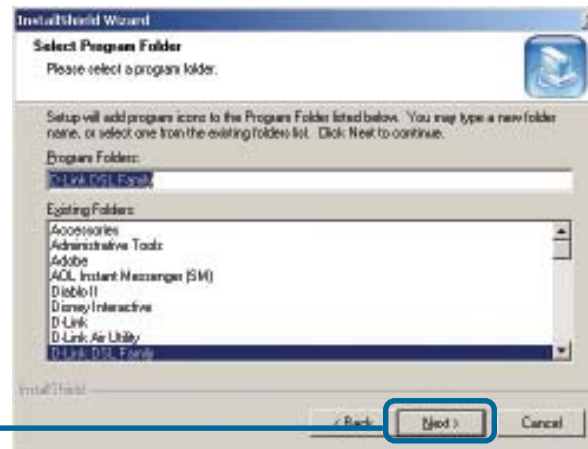 InstallShield Wizard
Select Program Folder
Please select a program folder.
Setup will add program icons to the Program Folder listed below. You may type a new folder
name, or select one from the existing folders list. Click Next to continue.
Program Folders:
D-Link DSL Family
Existing Folders:
Accessories
Administrative Tools
Adobe
AOL Instant Messenger (SM)
Diablo II
Disney Interactive
D-Link
D-Link Air Utility
D-Link DSL Family
InstallShield
< Back
Next >
Cancel